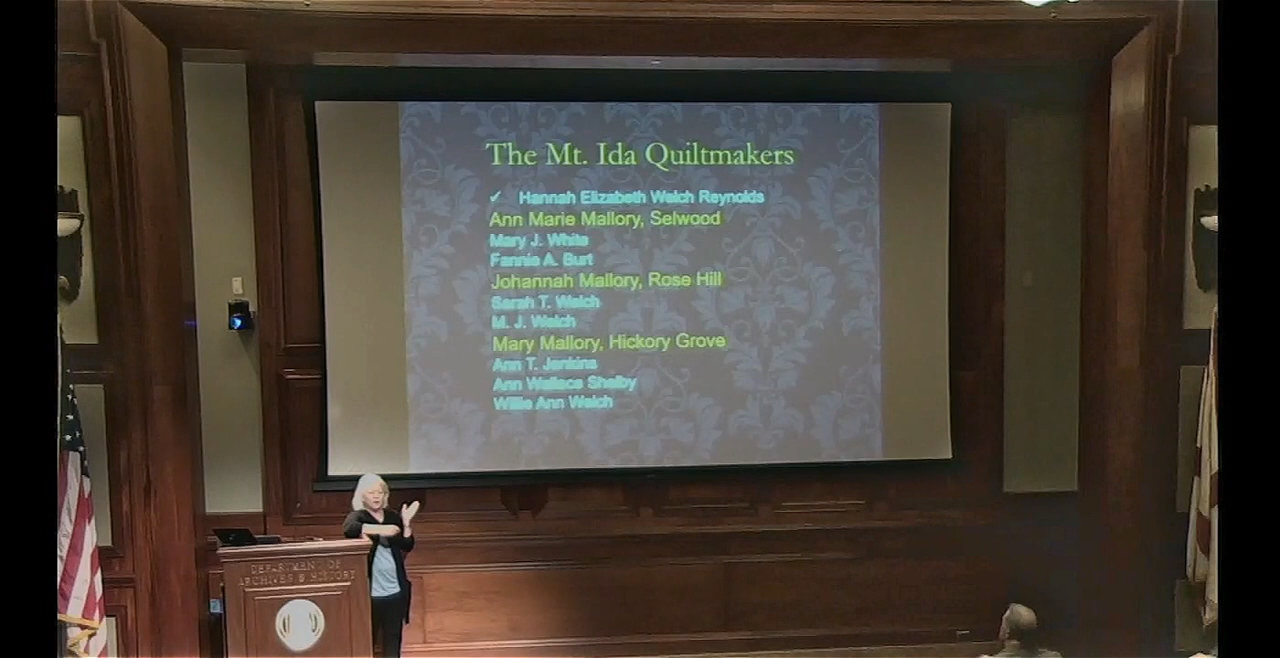 The Mt. Ida Quiltmakers
✓ Hannah Elizabeth Welch Reynolds
Ann Marie Mallory, Selwood
Mary J. White
Fannie A. Burt
Johannah Mallory, Rose Hill
Sarah T. Welch
M. J. Welch
Mary Mallory, Hickory Grove
Ann T. Jenkins
Ann Wallace Shelby
Willie Ann Welch
DEPARTMENT OF
ARCHIVES & HISTORY